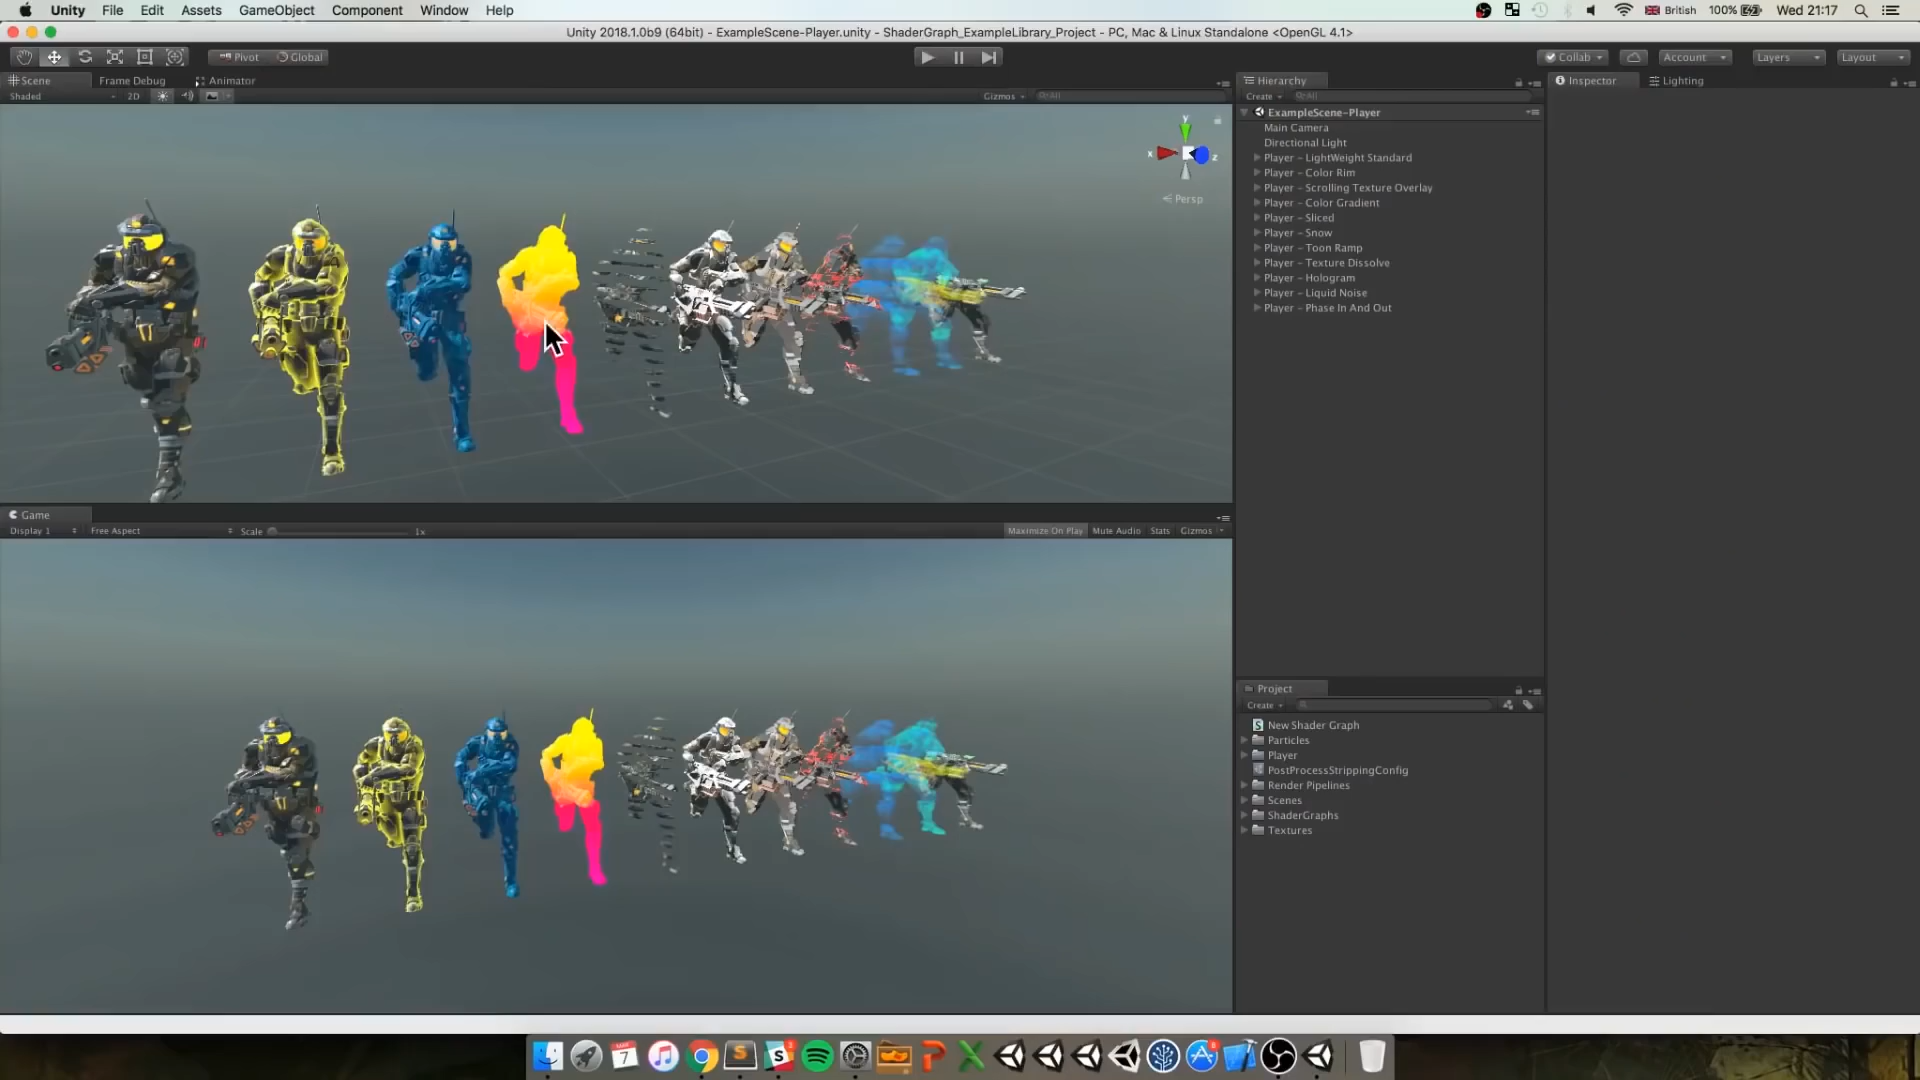 Unity File Edit Assets GameObject Component Window Help
British 100% Wed 21:17
Unity 2018.1.0b9 (64bit) - ExampleScene-Player.unity - ShaderGraph_ExampleLibrary_Project - PC, Mac & Linux Standalone <OpenGL 4.1>
Pivot Global
Collab Account Layers Layout
Scene Frame Debug Animator
Shaded 2D Gizmos All
y
x
z
Persp
Hierarchy
Create All
ExampleScene-Player
Main Camera
Directional Light
Player - LightWeight Standard
Player - Color Rim
Player - Scrolling Texture Overlay
Player - Color Gradient
Player - Sliced
Player - Snow
Player - Toon Ramp
Player - Texture Dissolve
Player - Hologram
Player - Liquid Noise
Player - Phase In And Out
Inspector Lighting
Game
Display 1 Free Aspect Scale 1x Maximize On Play Mute Audio Stats Gizmos
Project
Create
New Shader Graph
Particles
Player
PostProcessStrippingConfig
Render Pipelines
Scenes
ShaderGraphs
Textures
7